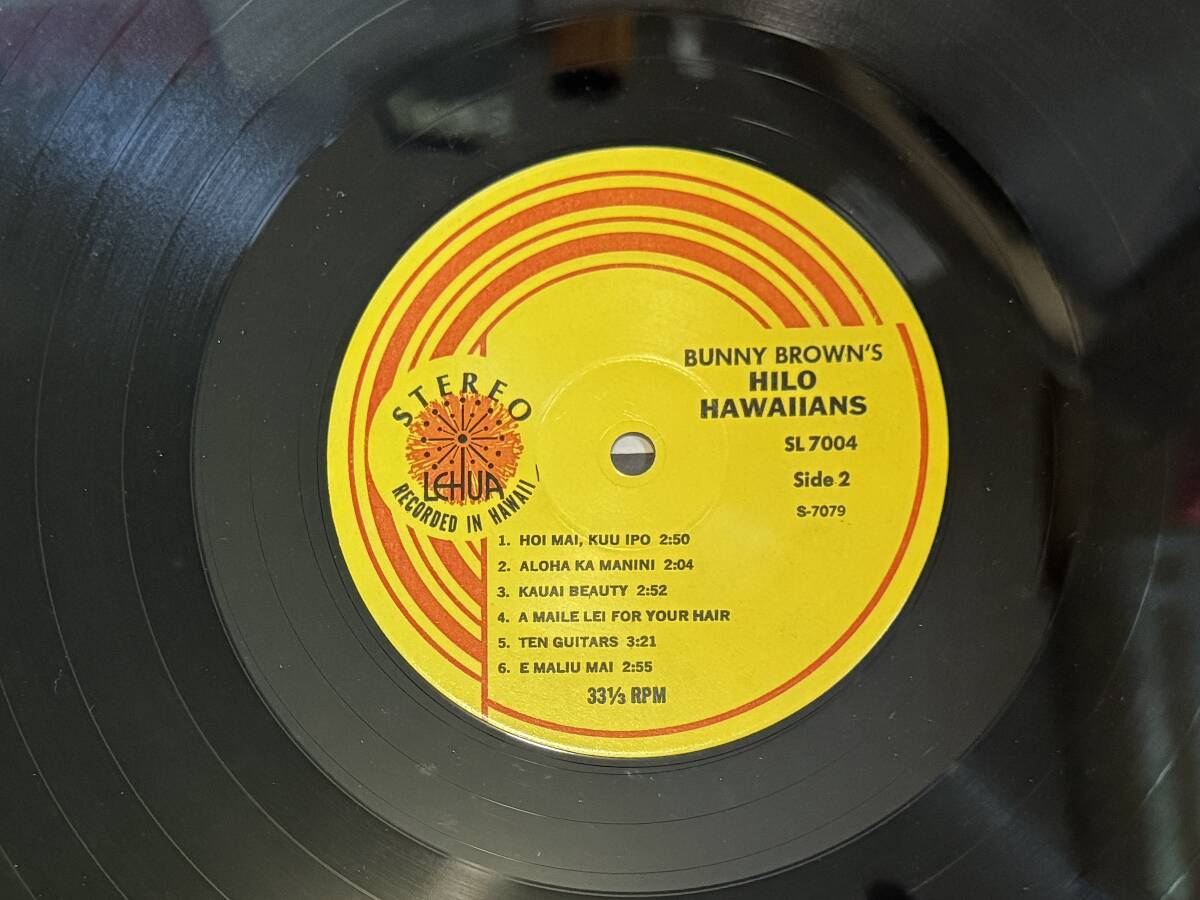 BUNNY BROWN'S
HILO
HAWAIIANS
SL 7004
Side 2
S-7079
STEREO
LEHUA
RECORDED IN HAWAII
1. HOI MAI, KUU IPO 2:50
2. ALOHA KA MANINI 2:04
3. KAUAI BEAUTY 2:52
4. A MAILE LEI FOR YOUR HAIR
5. TEN GUITARS 3:21
6. E MALIU MAI 2:55
33⅓ RPM